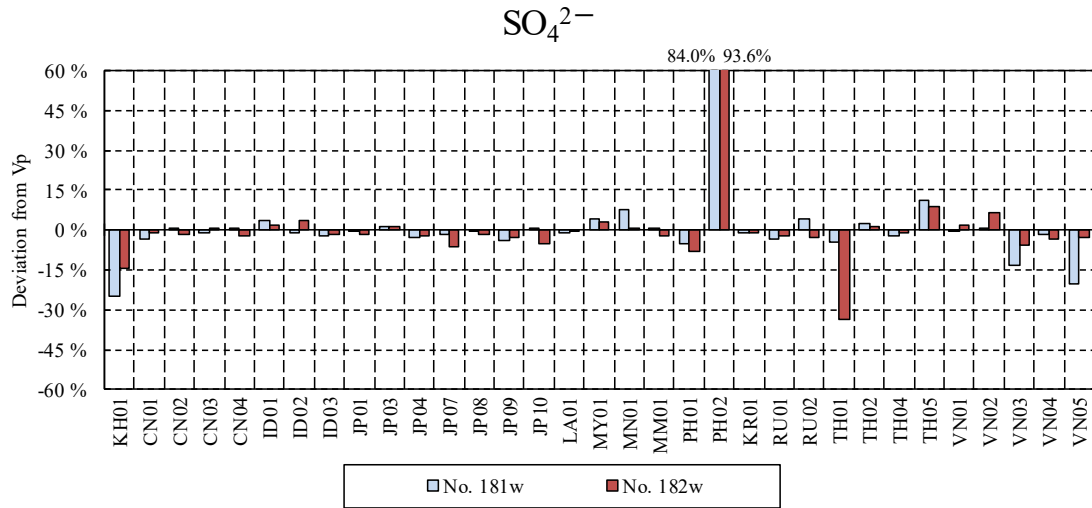 SO₄²⁻
84.0% 93.6%
60 %
45 %
30 %
15 %
0 %
-15 %
-30 %
-45 %
-60 %
Deviation from Vp
KH01
CN01
CN02
CN03
CN04
ID01
ID02
ID03
JP01
JP03
JP04
JP07
JP08
JP09
JP10
LA01
MY01
MN01
MM01
PH01
PH02
KR01
RU01
RU02
TH01
TH02
TH04
TH05
VN01
VN02
VN03
VN04
VN05
No. 181w
No. 182w